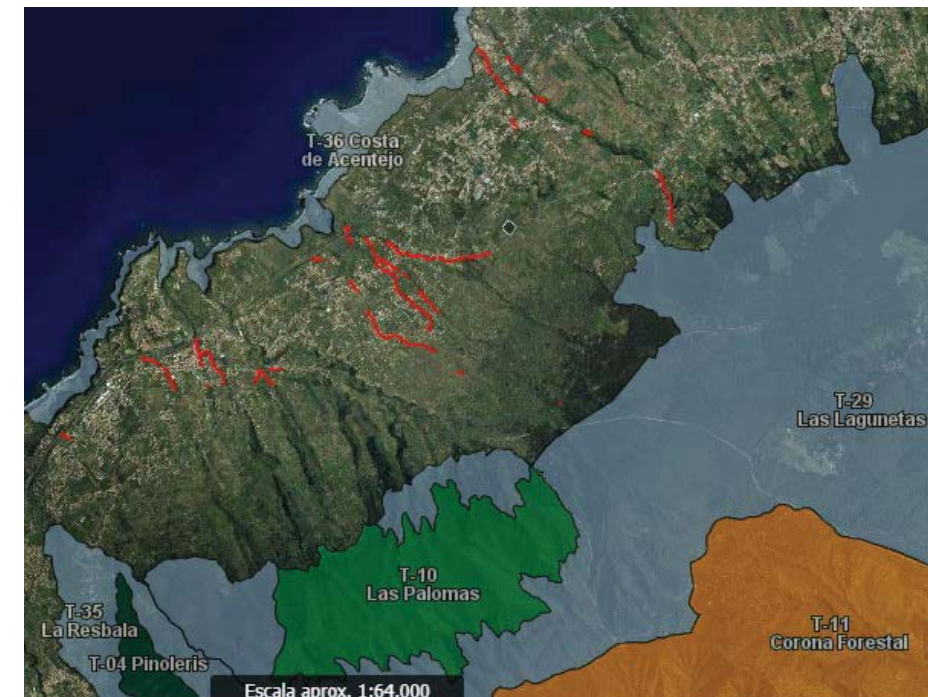 T-36 Costa
de Acentejo
T-29
Las Lagunetas
T-10
Las Palomas
T-11
Corona Forestal
T-35
La Resbala
T-04 Pinoleris
Escala aprox. 1:64.000